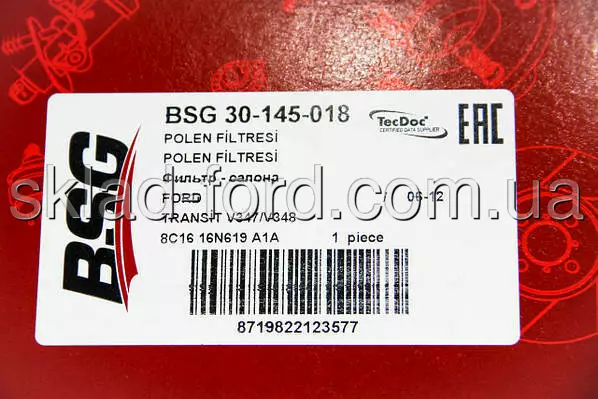 BSG
BSG 30-145-018
TecDoc
CERTIFIED DATA SUPPLIER
EAC
POLEN FİLTRESİ
POLEN FİLTRESİ
Фильтр - салона
FORD 06-12
TRANSİT V347/V348
8C16 16N619 A1A 1 piece
8719822123577
sklad-ford.com.ua